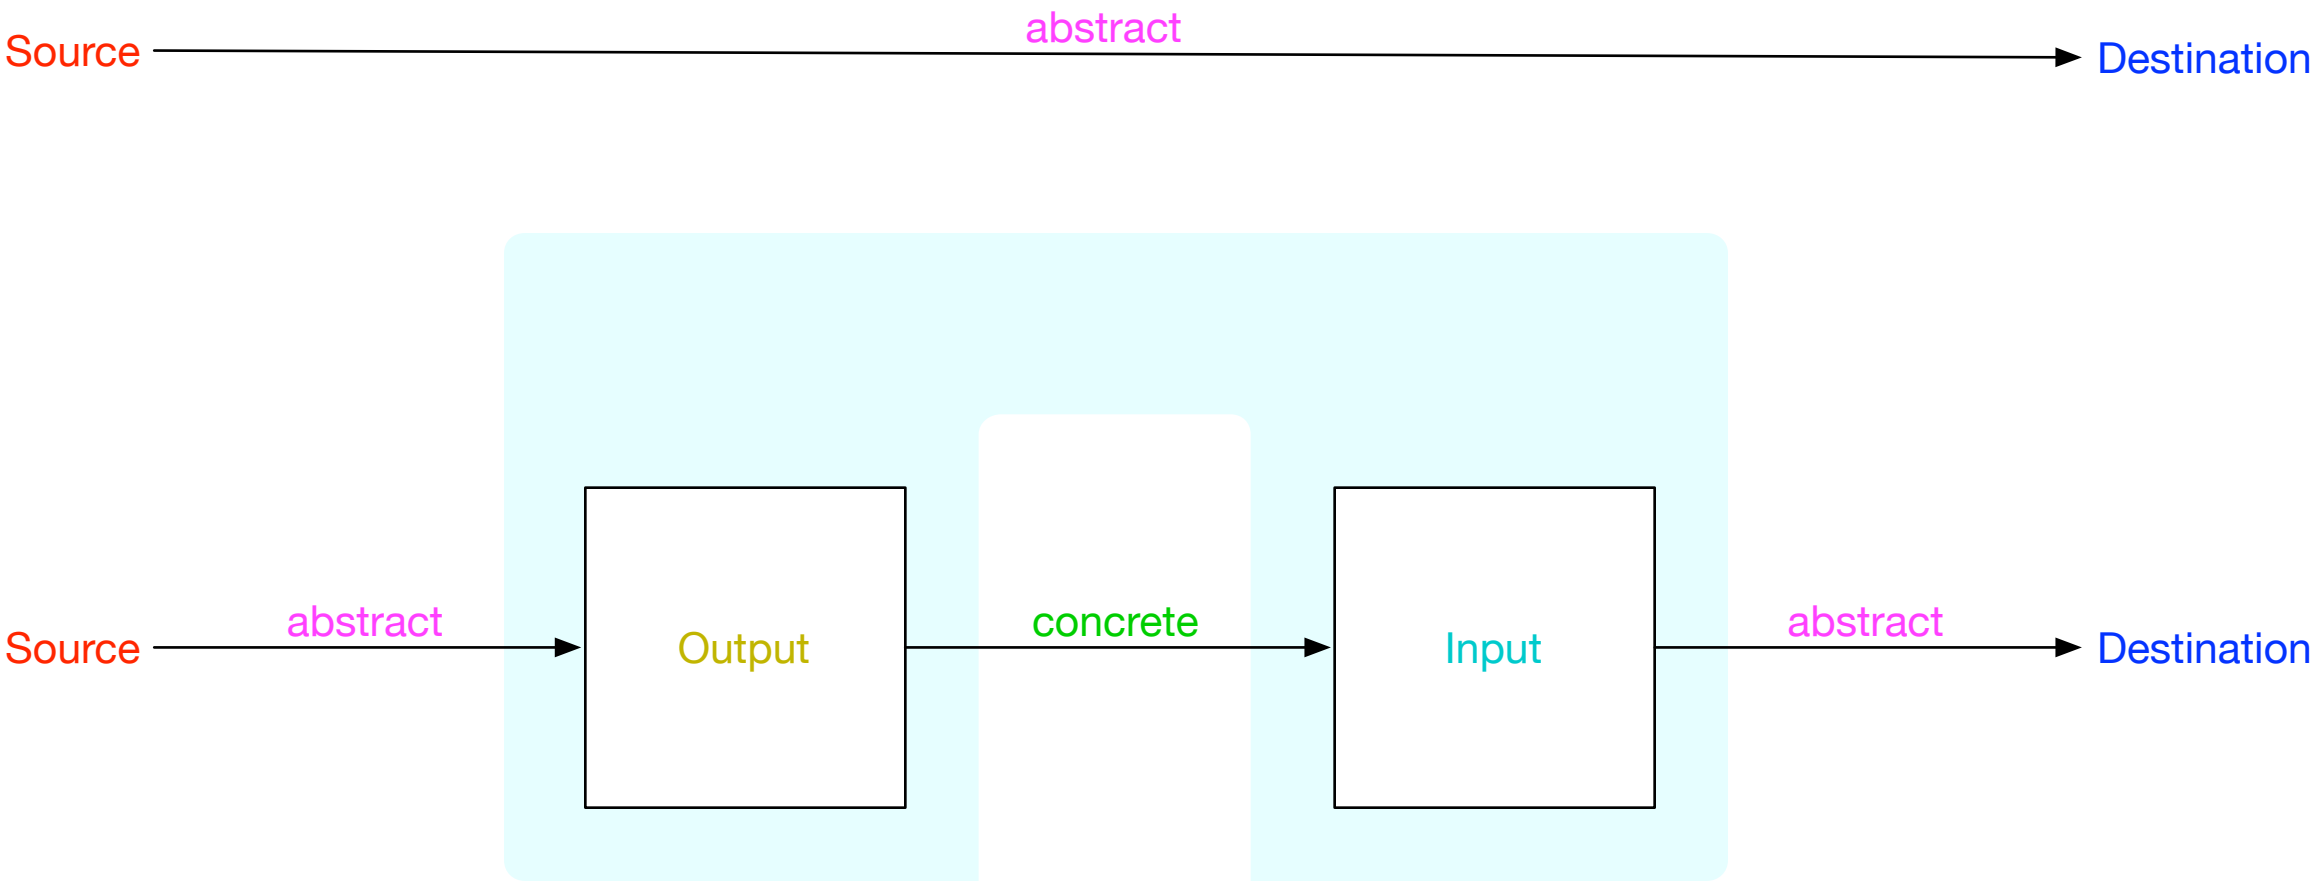 abstract
Source
Destination
abstract
concrete
abstract
Source
Output
Input
Destination